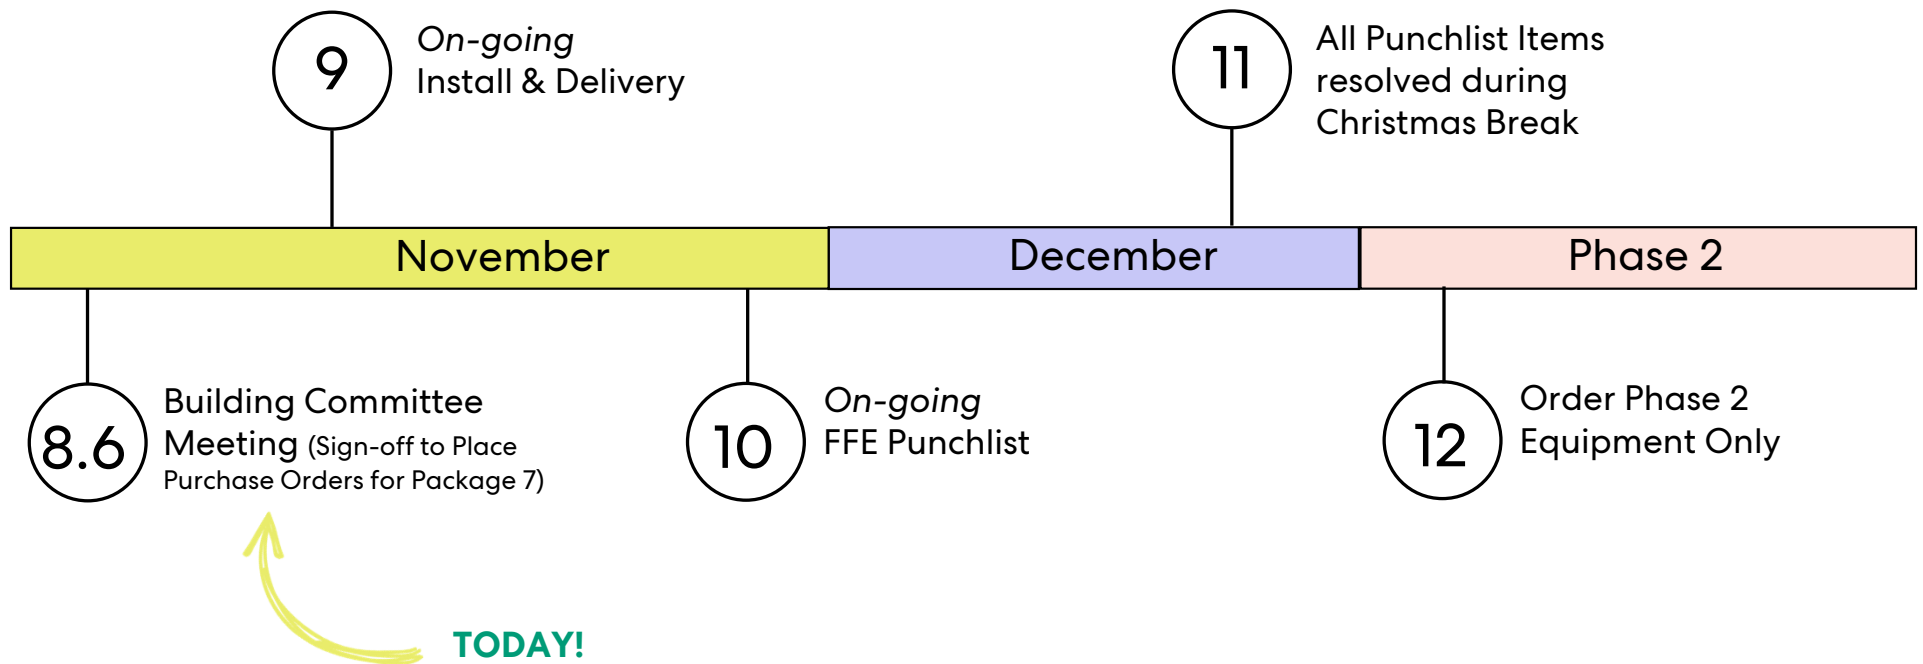 9
On-going
Install & Delivery
11
All Punchlist Items
resolved during
Christmas Break
November
December
Phase 2
8.6
Building Committee
Meeting (Sign-off to Place
Purchase Orders for Package 7)
10
On-going
FFE Punchlist
12
Order Phase 2
Equipment Only
TODAY!